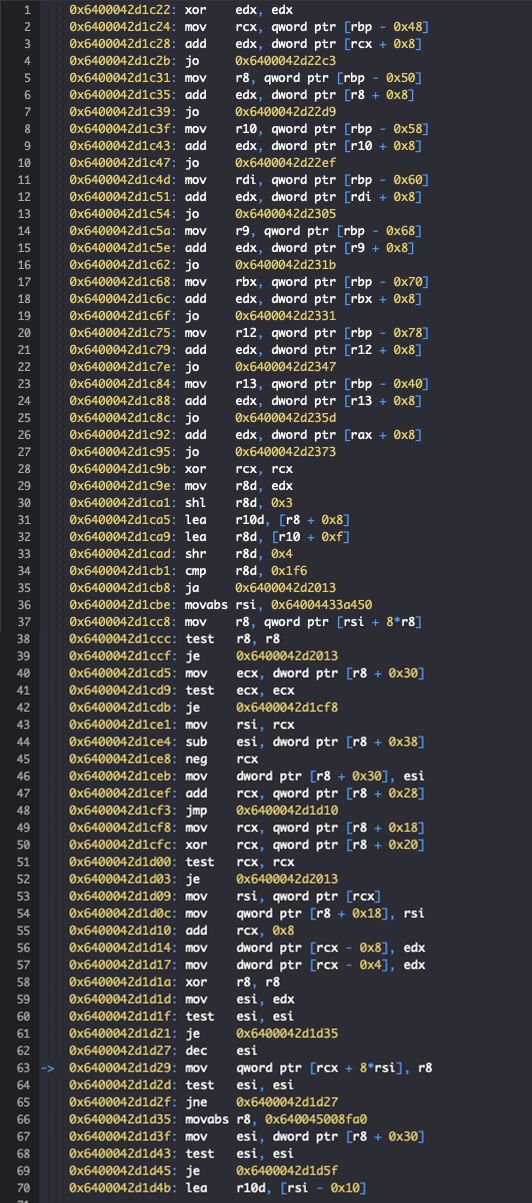 1 0x6400042d1c22: xor edx, edx
2 0x6400042d1c24: mov rcx, qword ptr [rbp - 0x48]
3 0x6400042d1c28: add edx, dword ptr [rcx + 0x8]
4 0x6400042d1c2b: jo 0x6400042d22c3
5 0x6400042d1c31: mov r8, qword ptr [rbp - 0x50]
6 0x6400042d1c35: add edx, dword ptr [r8 + 0x8]
7 0x6400042d1c39: jo 0x6400042d22d9
8 0x6400042d1c3f: mov r10, qword ptr [rbp - 0x58]
9 0x6400042d1c43: add edx, dword ptr [r10 + 0x8]
10 0x6400042d1c47: jo 0x6400042d22ef
11 0x6400042d1c4d: mov rdi, qword ptr [rbp - 0x60]
12 0x6400042d1c51: add edx, dword ptr [rdi + 0x8]
13 0x6400042d1c54: jo 0x6400042d2305
14 0x6400042d1c5a: mov r9, qword ptr [rbp - 0x68]
15 0x6400042d1c5e: add edx, dword ptr [r9 + 0x8]
16 0x6400042d1c62: jo 0x6400042d231b
17 0x6400042d1c68: mov rbx, qword ptr [rbp - 0x70]
18 0x6400042d1c6c: add edx, dword ptr [rbx + 0x8]
19 0x6400042d1c6f: jo 0x6400042d2331
20 0x6400042d1c75: mov r12, qword ptr [rbp - 0x78]
21 0x6400042d1c79: add edx, dword ptr [r12 + 0x8]
22 0x6400042d1c7e: jo 0x6400042d2347
23 0x6400042d1c84: mov r13, qword ptr [rbp - 0x40]
24 0x6400042d1c88: add edx, dword ptr [r13 + 0x8]
25 0x6400042d1c8c: jo 0x6400042d235d
26 0x6400042d1c92: add edx, dword ptr [rax + 0x8]
27 0x6400042d1c95: jo 0x6400042d2373
28 0x6400042d1c9b: xor rcx, rcx
29 0x6400042d1c9e: mov r8d, edx
30 0x6400042d1ca1: shl r8d, 0x3
31 0x6400042d1ca5: lea r10d, [r8 + 0x8]
32 0x6400042d1ca9: lea r8d, [r10 + 0xf]
33 0x6400042d1cad: shr r8d, 0x4
34 0x6400042d1cb1: cmp r8d, 0x1f6
35 0x6400042d1cb8: ja 0x6400042d2013
36 0x6400042d1cbe: movabs rsi, 0x64004433a450
37 0x6400042d1cc8: mov r8, qword ptr [rsi + 8*r8]
38 0x6400042d1ccc: test r8, r8
39 0x6400042d1ccf: je 0x6400042d2013
40 0x6400042d1cd5: mov ecx, dword ptr [r8 + 0x30]
41 0x6400042d1cd9: test ecx, ecx
42 0x6400042d1cdb: je 0x6400042d1cf8
43 0x6400042d1ce1: mov rsi, rcx
44 0x6400042d1ce4: sub esi, dword ptr [r8 + 0x38]
45 0x6400042d1ce8: neg rcx
46 0x6400042d1ceb: mov dword ptr [r8 + 0x30], esi
47 0x6400042d1cef: add rcx, qword ptr [r8 + 0x28]
48 0x6400042d1cf3: jmp 0x6400042d1d10
49 0x6400042d1cf8: mov rcx, qword ptr [r8 + 0x18]
50 0x6400042d1cfc: xor rcx, qword ptr [r8 + 0x20]
51 0x6400042d1d00: test rcx, rcx
52 0x6400042d1d03: je 0x6400042d2013
53 0x6400042d1d09: mov rsi, qword ptr [rcx]
54 0x6400042d1d0c: mov qword ptr [r8 + 0x18], rsi
55 0x6400042d1d10: add rcx, 0x8
56 0x6400042d1d14: mov dword ptr [rcx - 0x8], edx
57 0x6400042d1d17: mov dword ptr [rcx - 0x4], edx
58 0x6400042d1d1a: xor r8, r8
59 0x6400042d1d1d: mov esi, edx
60 0x6400042d1d1f: test esi, esi
61 0x6400042d1d21: je 0x6400042d1d35
62 0x6400042d1d27: dec esi
63 -> 0x6400042d1d29: mov qword ptr [rcx + 8*rsi], r8
64 0x6400042d1d2d: test esi, esi
65 0x6400042d1d2f: jne 0x6400042d1d27
66 0x6400042d1d35: movabs r8, 0x640045008fa0
67 0x6400042d1d3f: mov esi, dword ptr [r8 + 0x30]
68 0x6400042d1d43: test esi, esi
69 0x6400042d1d45: je 0x6400042d1d5f
70 0x6400042d1d4b: lea r10d, [rsi - 0x10]